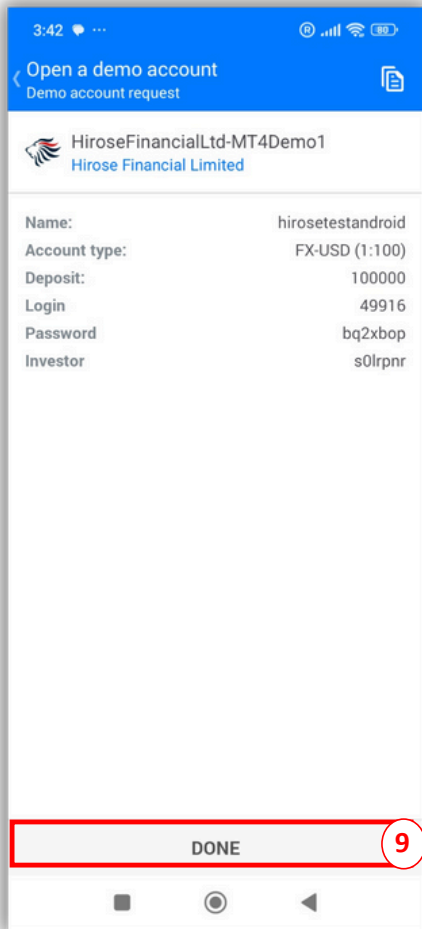 3:42 ··· ® 80
Open a demo account
Demo account request
HiroseFinancialLtd-MT4Demo1
Hirose Financial Limited
Name: hirosetestandroid
Account type: FX-USD (1:100)
Deposit: 100000
Login 49916
Password bq2xbop
Investor s0lrpnr
DONE 9